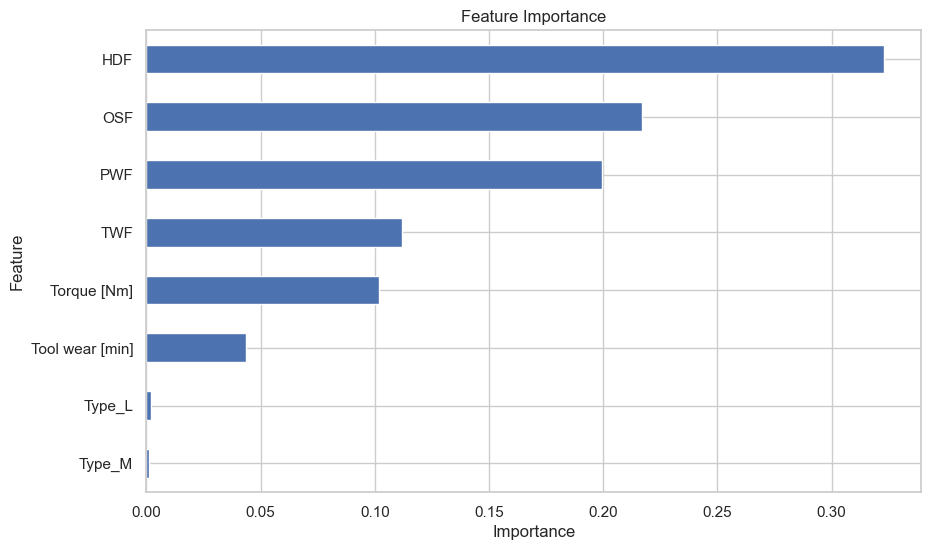 Feature Importance
HDF
OSF
PWF
TWF
Torque [Nm]
Tool wear [min]
Type_L
Type_M
Feature
0.00 0.05 0.10 0.15 0.20 0.25 0.30
Importance